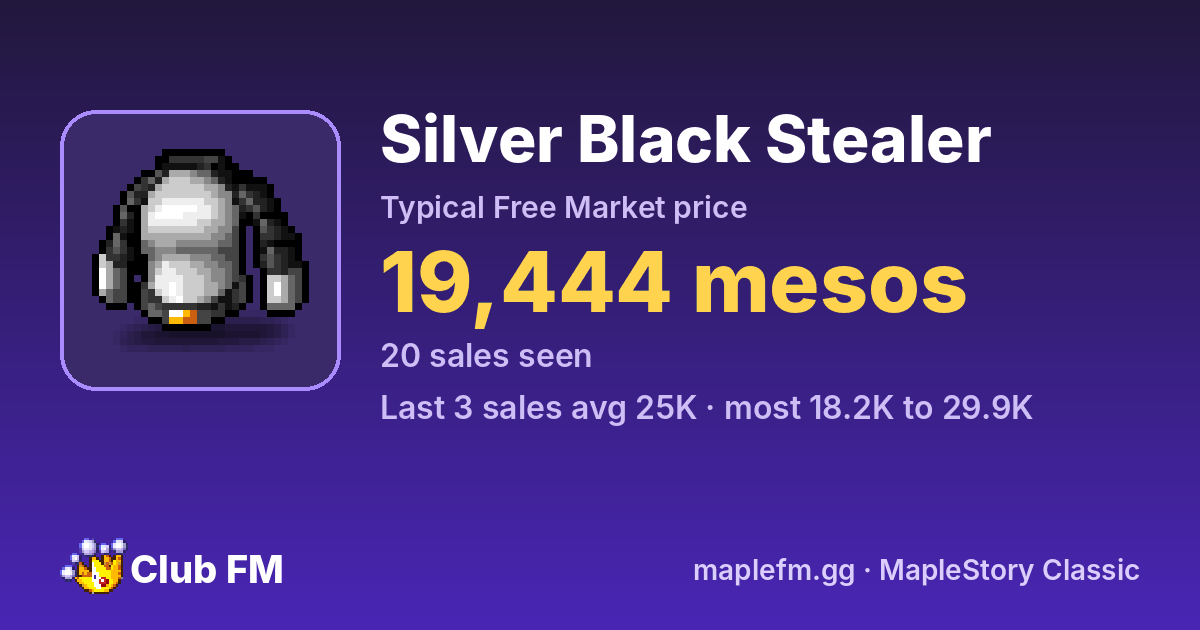 Silver Black Stealer
Typical Free Market price
19,444 mesos
20 sales seen
Last 3 sales avg 25K · most 18.2K to 29.9K
Club FM
maplefm.gg · MapleStory Classic